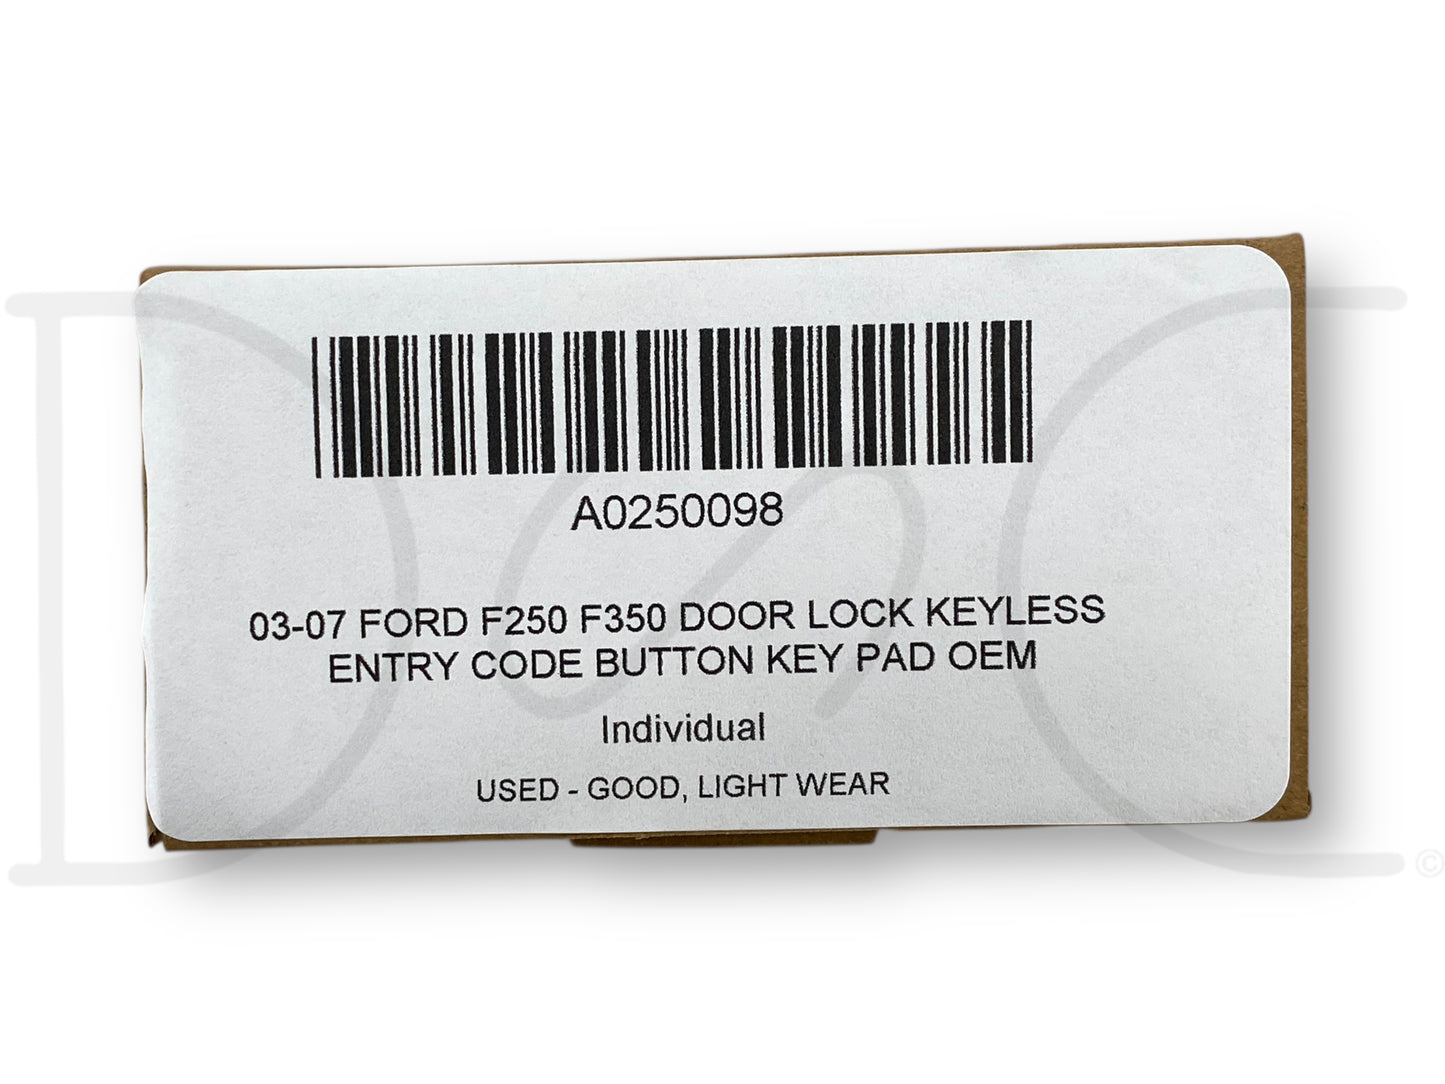 A0250098
03-07 FORD F250 F350 DOOR LOCK KEYLESS
ENTRY CODE BUTTON KEY PAD OEM
Individual
USED - GOOD, LIGHT WEAR
©